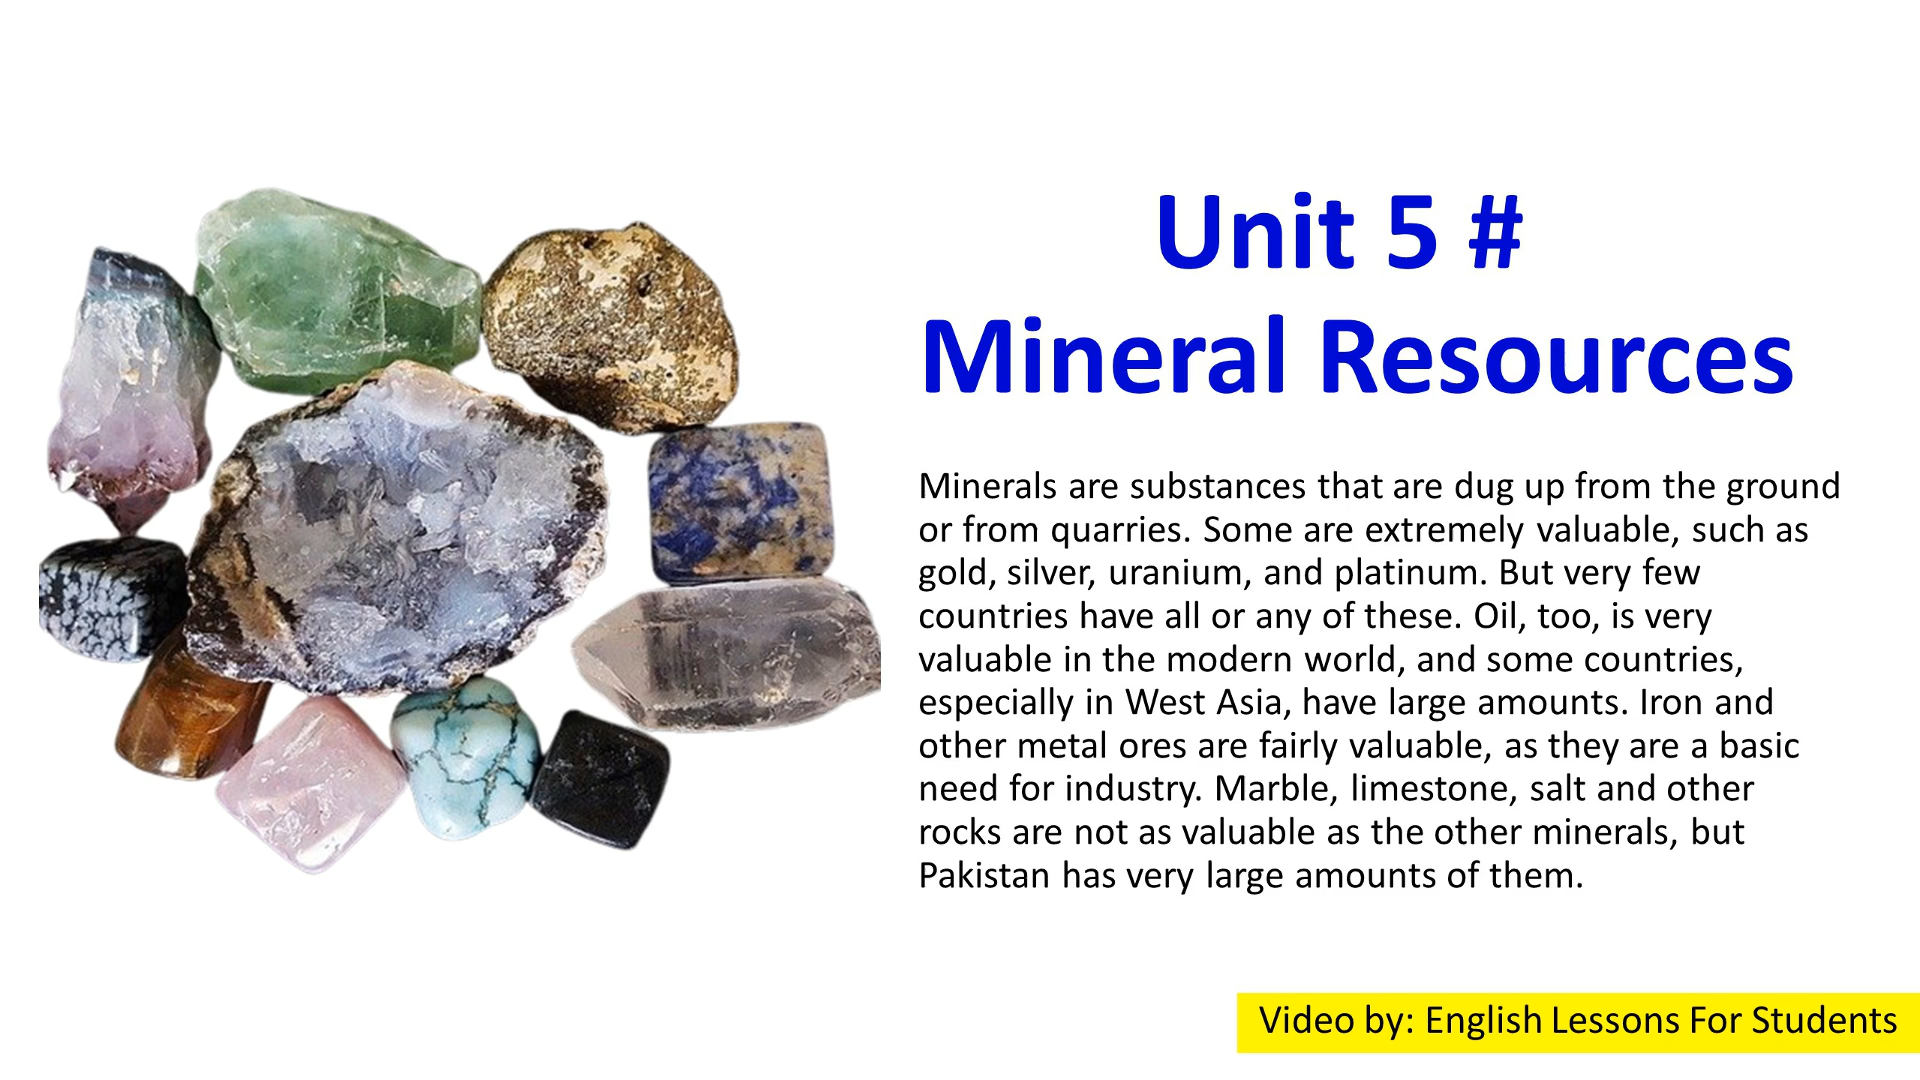 Unit 5 #
Mineral Resources
Minerals are substances that are dug up from the ground
or from quarries. Some are extremely valuable, such as
gold, silver, uranium, and platinum. But very few
countries have all or any of these. Oil, too, is very
valuable in the modern world, and some countries,
especially in West Asia, have large amounts. Iron and
other metal ores are fairly valuable, as they are a basic
need for industry. Marble, limestone, salt and other
rocks are not as valuable as the other minerals, but
Pakistan has very large amounts of them.
Video by: English Lessons For Students